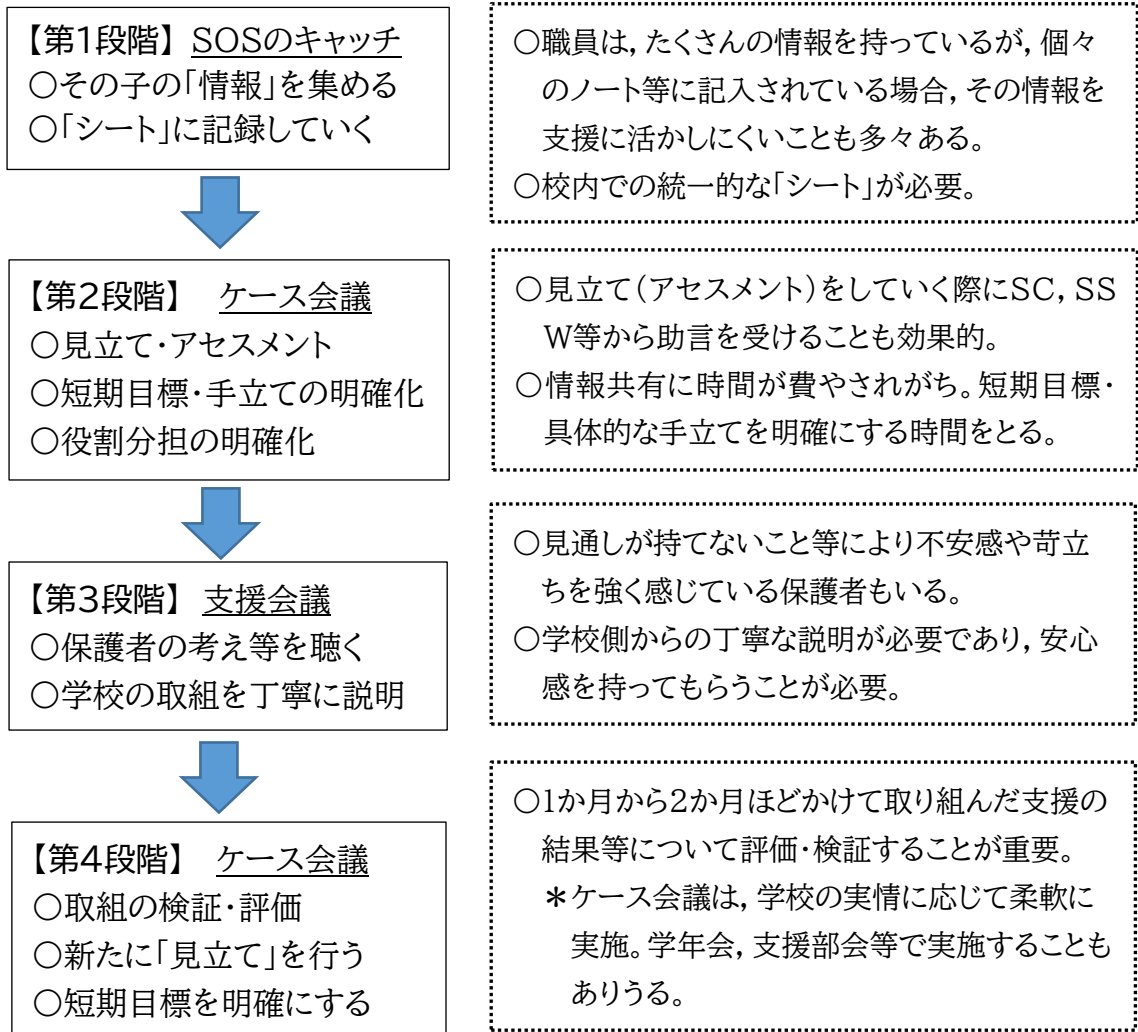 【第1段階】 SOSのキャッチ
○その子の「情報」を集める
○「シート」に記録していく
○職員は，たくさんの情報を持っているが，個々
のノート等に記入されている場合，その情報を
支援に活かしにくいことも多々ある。
○校内での統一的な「シート」が必要。
【第2段階】 ケース会議
○見立て・アセスメント
○短期目標・手立ての明確化
○役割分担の明確化
○見立て（アセスメント）をしていく際にSC，SS
W等から助言を受けることも効果的。
○情報共有に時間が費やされがち。短期目標・
具体的な手立てを明確にする時間をとる。
【第3段階】 支援会議
○保護者の考え等を聴く
○学校の取組を丁寧に説明
○見通しが持てないこと等により不安感や苛立
ちを強く感じている保護者もいる。
○学校側からの丁寧な説明が必要であり，安心
感を持ってもらうことが必要。
【第4段階】 ケース会議
○取組の検証・評価
○新たに「見立て」を行う
○短期目標を明確にする
○1か月から2か月ほどかけて取り組んだ支援の
結果等について評価・検証することが重要。
＊ケース会議は，学校の実情に応じて柔軟に
実施。学年会，支援部会等で実施することも
ありうる。